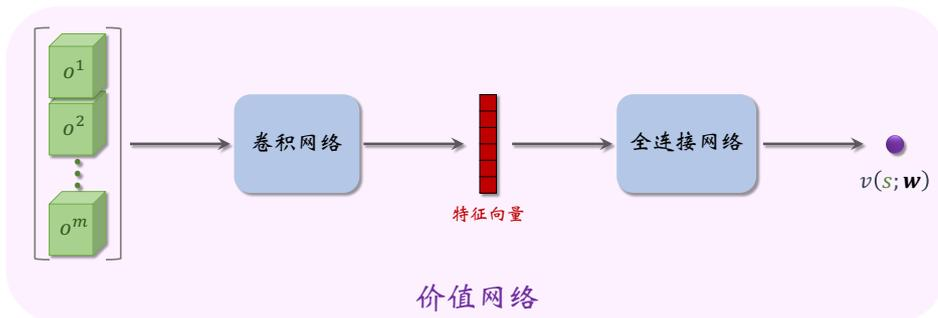 o¹
o²
oᵐ
卷积网络
特征向量
全连接网络
v(s; w)
价值网络